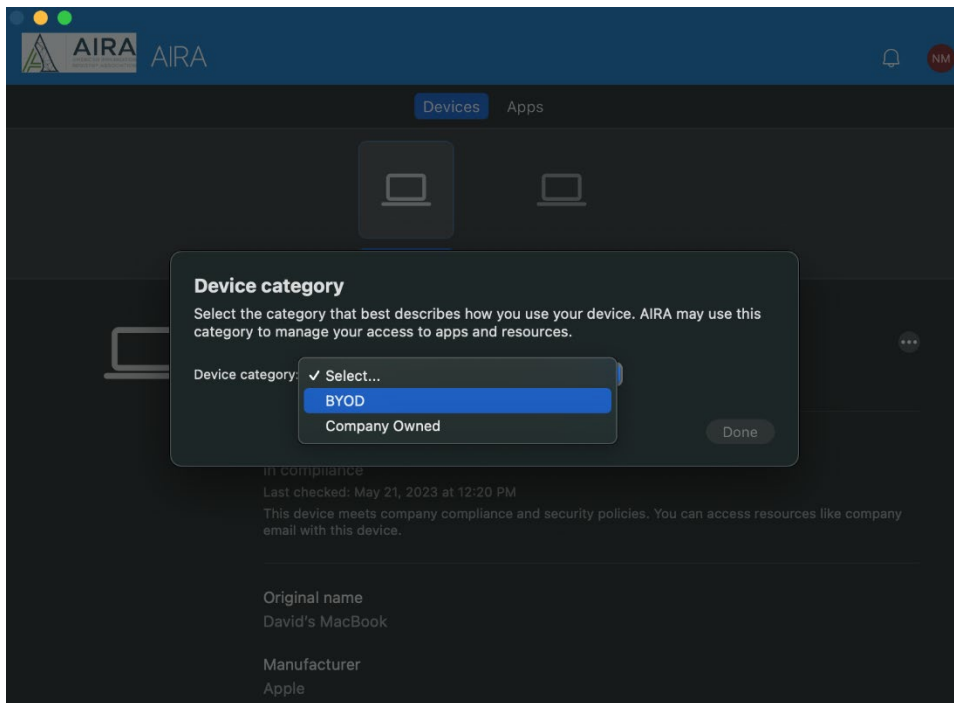 AIRA
AIRA
NM
Devices
Apps
Device category
Select the category that best describes how you use your device. AIRA may use this
category to manage your access to apps and resources.
Device category:
✓ Select...
BYOD
Company Owned
Done
In compliance
Last checked: May 21, 2023 at 12:20 PM
This device meets company compliance and security policies. You can access resources like company
email with this device.
Original name
David's MacBook
Manufacturer
Apple